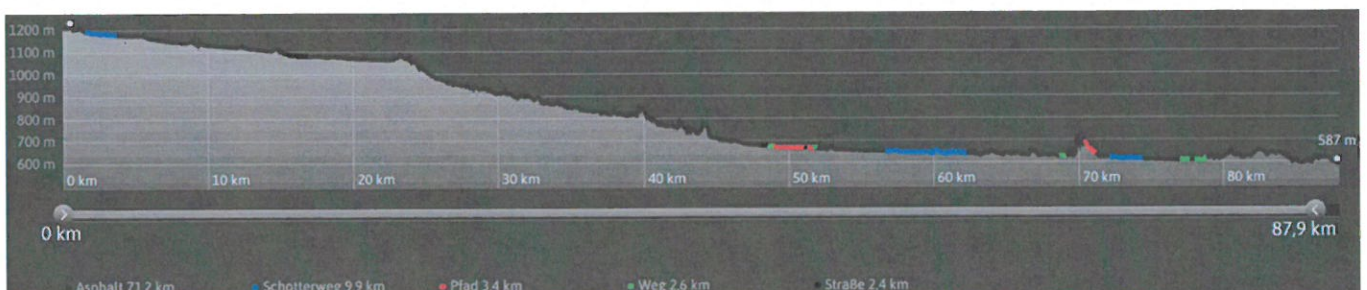 1200 m
1100 m
1000 m
900 m
800 m
700 m
600 m
587 m
0 km 10 km 20 km 30 km 40 km 50 km 60 km 70 km 80 km
0 km 87,9 km
Asphalt 71.2 km Schotterweg 9.9 km Pfad 3.4 km Weg 2.6 km Straße 2.4 km